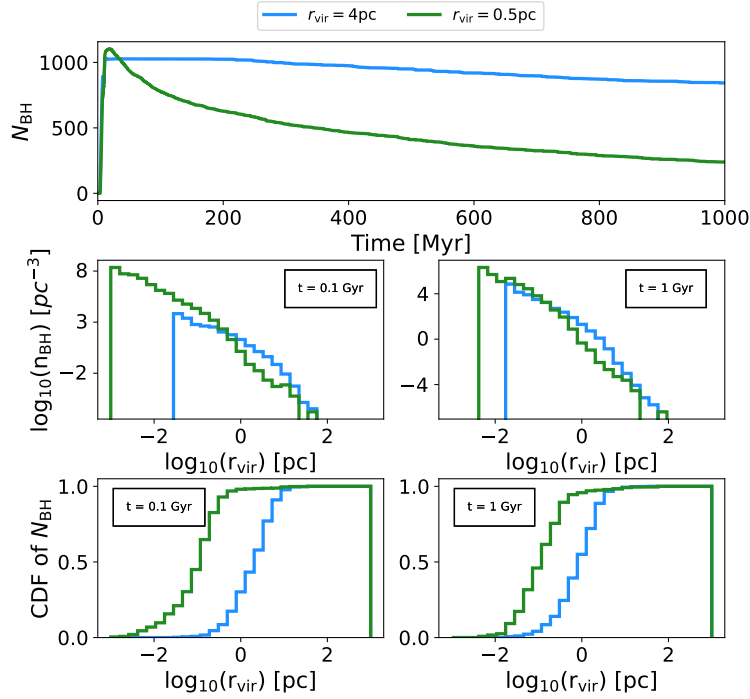 r_vir = 4pc r_vir = 0.5pc
1000
500
0
N_BH
0 200 400 600 800 1000
Time [Myr]
8
3
−2
log₁₀(n_BH) [pc⁻³]
t = 0.1 Gyr
−2 0 2
log₁₀(r_vir) [pc]
4
0
−4
t = 1 Gyr
−2 0 2
log₁₀(r_vir) [pc]
1.0
0.5
0.0
CDF of N_BH
t = 0.1 Gyr
−2 0 2
log₁₀(r_vir) [pc]
1.0
0.5
0.0
t = 1 Gyr
−2 0 2
log₁₀(r_vir) [pc]